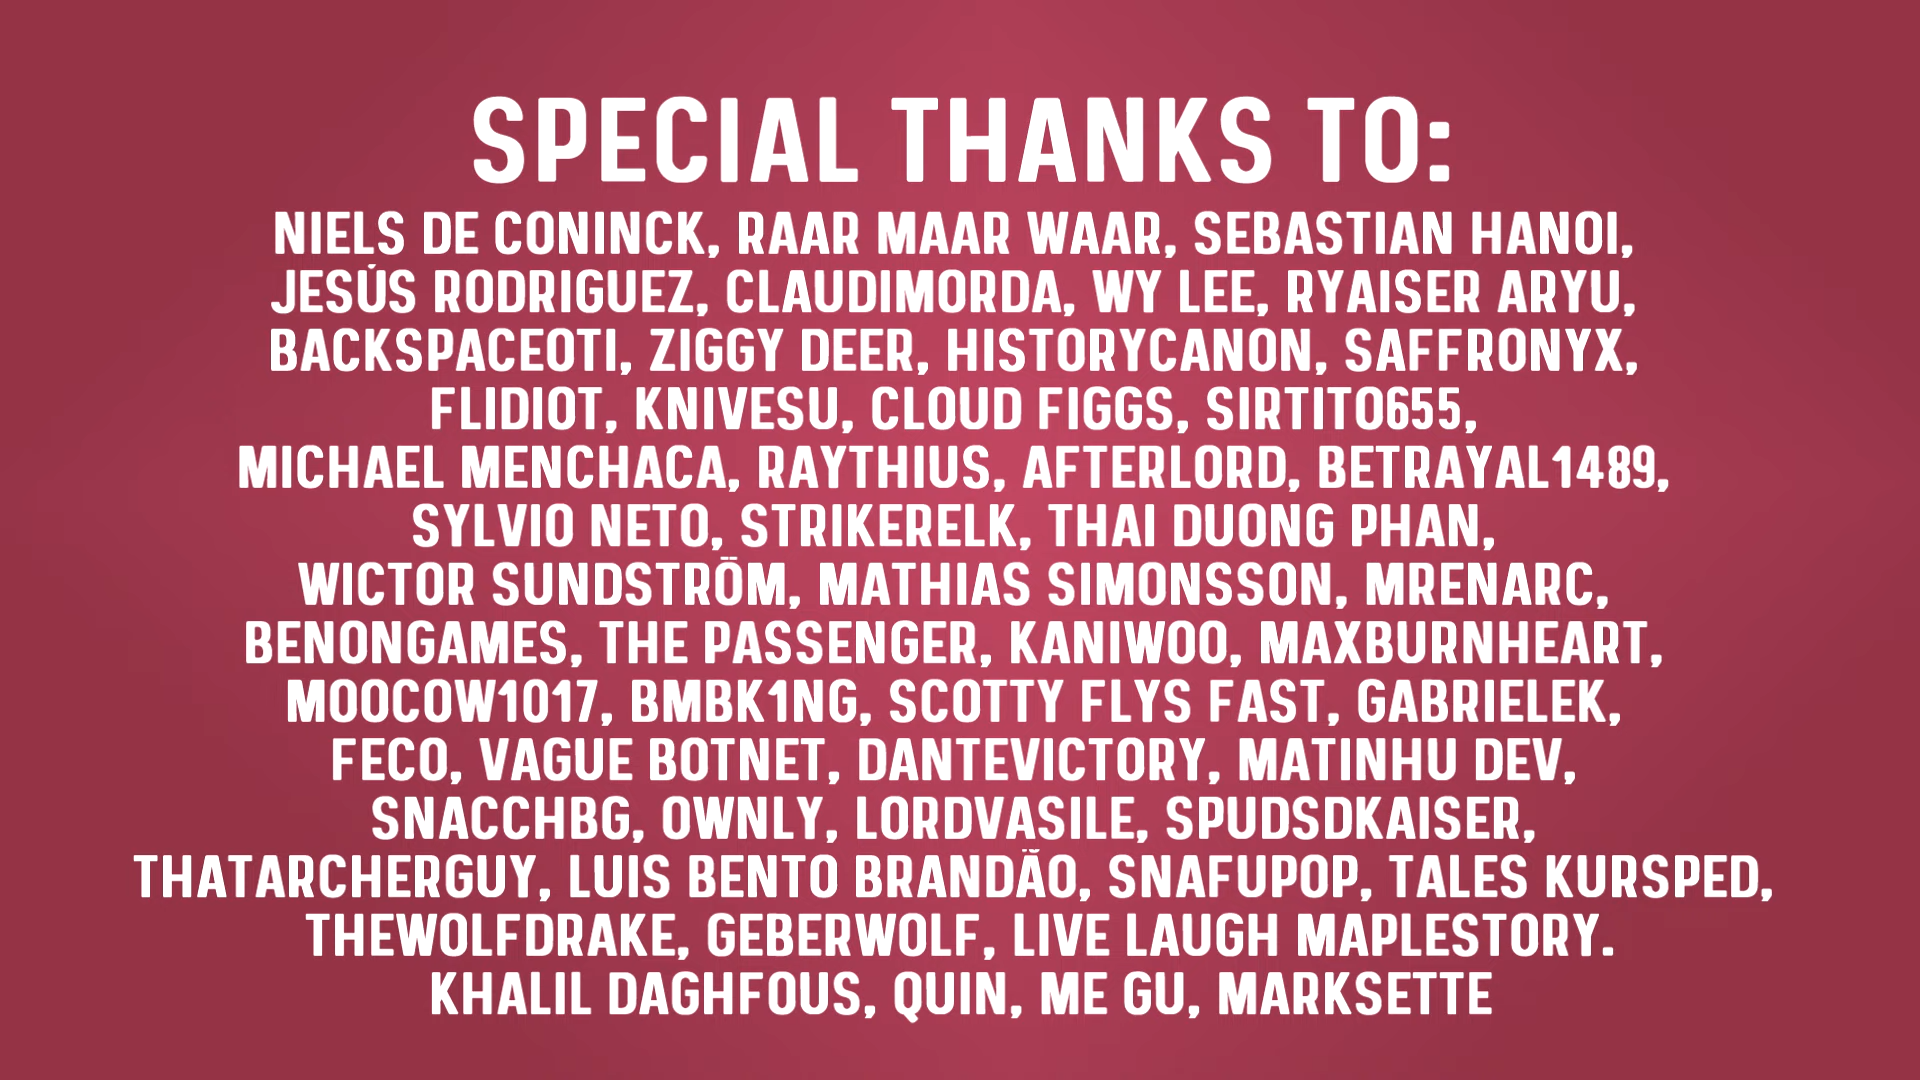 SPECIAL THANKS TO:
NIELS DE CONINCK, RAAR MAAR WAAR, SEBASTIAN HANOI,
JESÚS RODRIGUEZ, CLAUDIMORDA, WY LEE, RYAISER ARYU,
BACKSPACEOTI, ZIGGY DEER, HISTORYCANON, SAFFRONYX,
FLIDIOT, KNIVESU, CLOUD FIGGS, SIRTITO655,
MICHAEL MENCHACA, RAYTHIUS, AFTERLORD, BETRAYAL1489,
SYLVIO NETO, STRIKERELK, THAI DUONG PHAN,
WICTOR SUNDSTRÖM, MATHIAS SIMONSSON, MRENARC,
BENONGAMES, THE PASSENGER, KANIWOO, MAXBURNHEART,
MOOCOW1017, BMBK1NG, SCOTTY FLYS FAST, GABRIELEK,
FECO, VAGUE BOTNET, DANTEVICTORY, MATINHU DEV,
SNACCHBG, OWNLY, LORDVASILE, SPUDSDKAISER,
THATARCHERGUY, LUIS BENTO BRANDÃO, SNAFUPOP, TALES KURSPED,
THEWOLFDRAKE, GEBERWOLF, LIVE LAUGH MAPLESTORY.
KHALIL DAGHFOUS, QUIN, ME GU, MARKSETTE